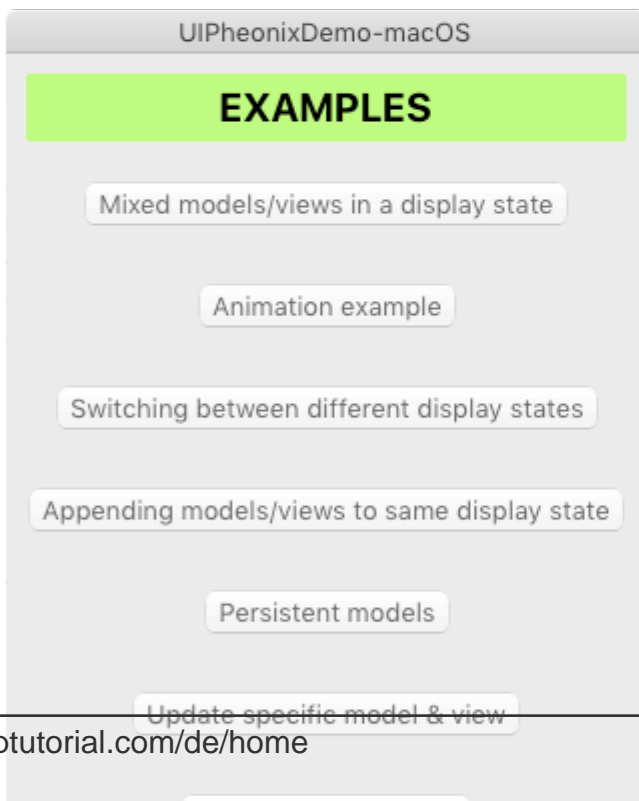 UIPheonixDemo-macOS
EXAMPLES
Mixed models/views in a display state
Animation example
Switching between different display states
Appending models/views to same display state
Persistent models
Update specific model & view
otutorial.com/de/home